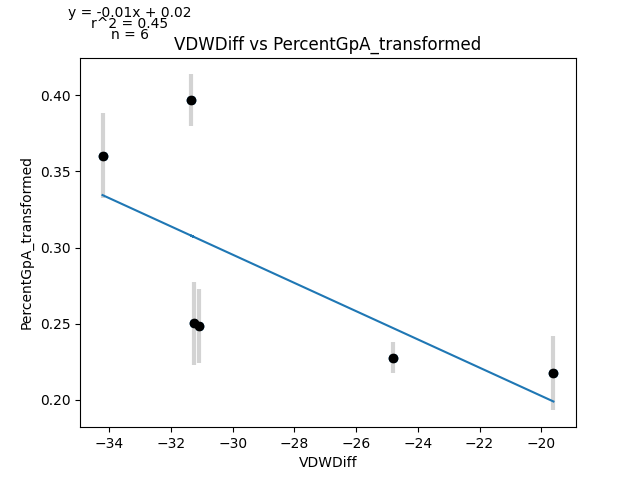 y = -0.01x + 0.02
r^2 = 0.45
n = 6
VDWDiff vs PercentGpA_transformed
PercentGpA_transformed
0.40
0.35
0.30
0.25
0.20
−34
−32
−30
−28
−26
−24
−22
−20
VDWDiff